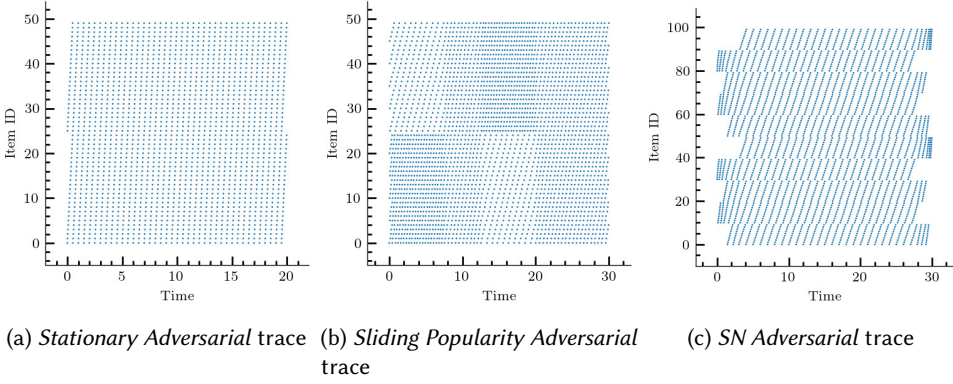 50
40
30
20
10
0
Item ID
0 5 10 15 20
Time
50
40
30
20
10
0
Item ID
0 10 20 30
Time
100
80
60
40
20
0
Item ID
0 10 20 30
Time
(a) Stationary Adversarial trace
(b) Sliding Popularity Adversarial
trace
(c) SN Adversarial trace